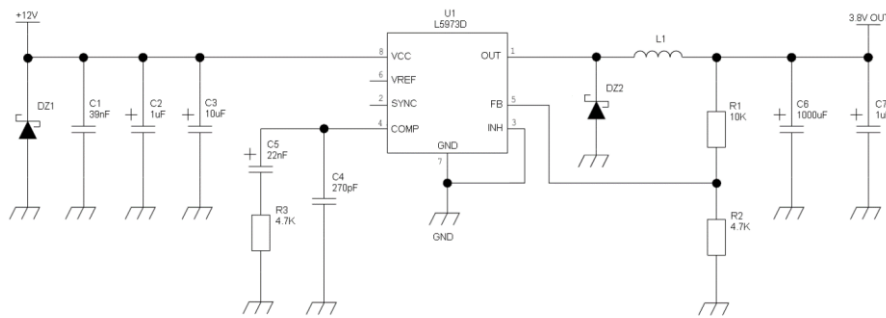 +12V
U1
L5973D
3.8V OUT
L1
8
VCC
OUT
1
6
VREF
DZ1
C1
39nF
C2
1uF
C3
10uF
2
SYNC
FB
5
DZ2
R1
10K
C6
1000uF
C7
4
COMP
INH
3
C5
22nF
GND
7
C4
270pF
R3
4.7K
R2
4.7K
GND